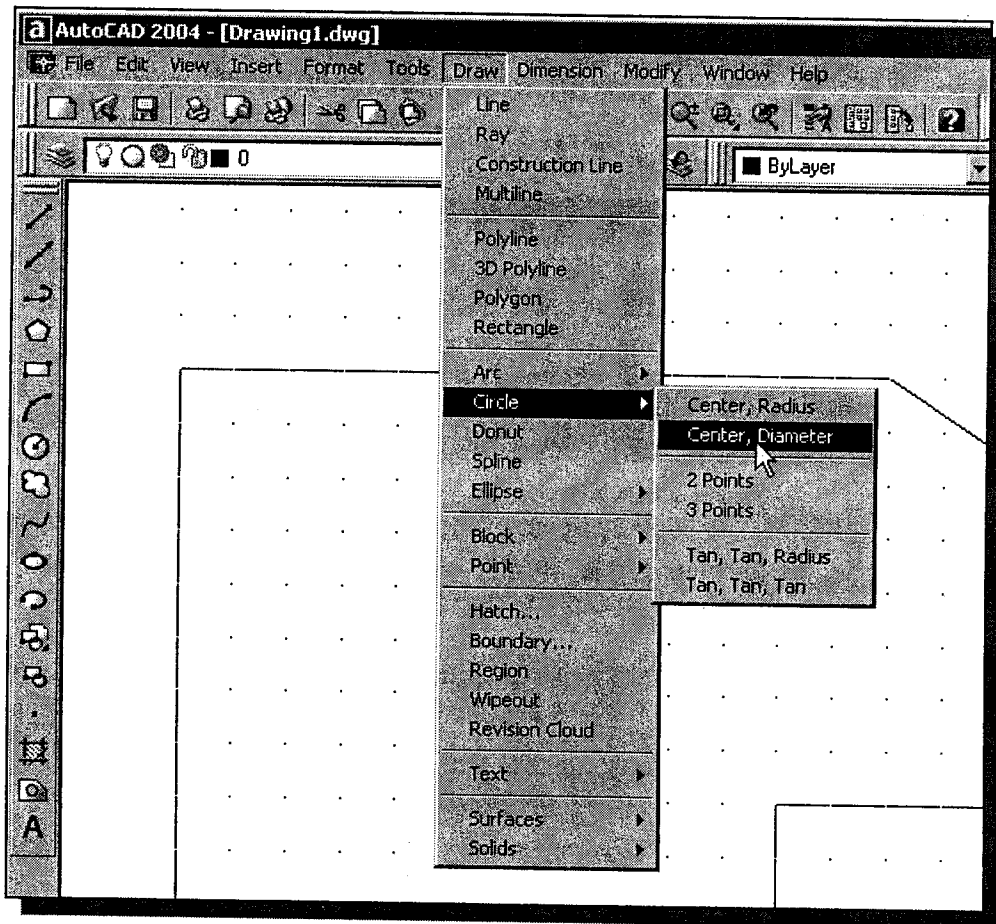 a AutoCAD 2004 - [Drawing1.dwg]
File Edit View Insert Format Tools Draw Dimension Modify Window Help
0
ByLayer
Line
Ray
Construction Line
Multiline
Polyline
3D Polyline
Polygon
Rectangle
Arc
Circle
Donut
Spline
Ellipse
Block
Point
Hatch...
Boundary...
Region
Wipeout
Revision Cloud
Text
Surfaces
Solids
Center, Radius
Center, Diameter
2 Points
3 Points
Tan, Tan, Radius
Tan, Tan, Tan
A